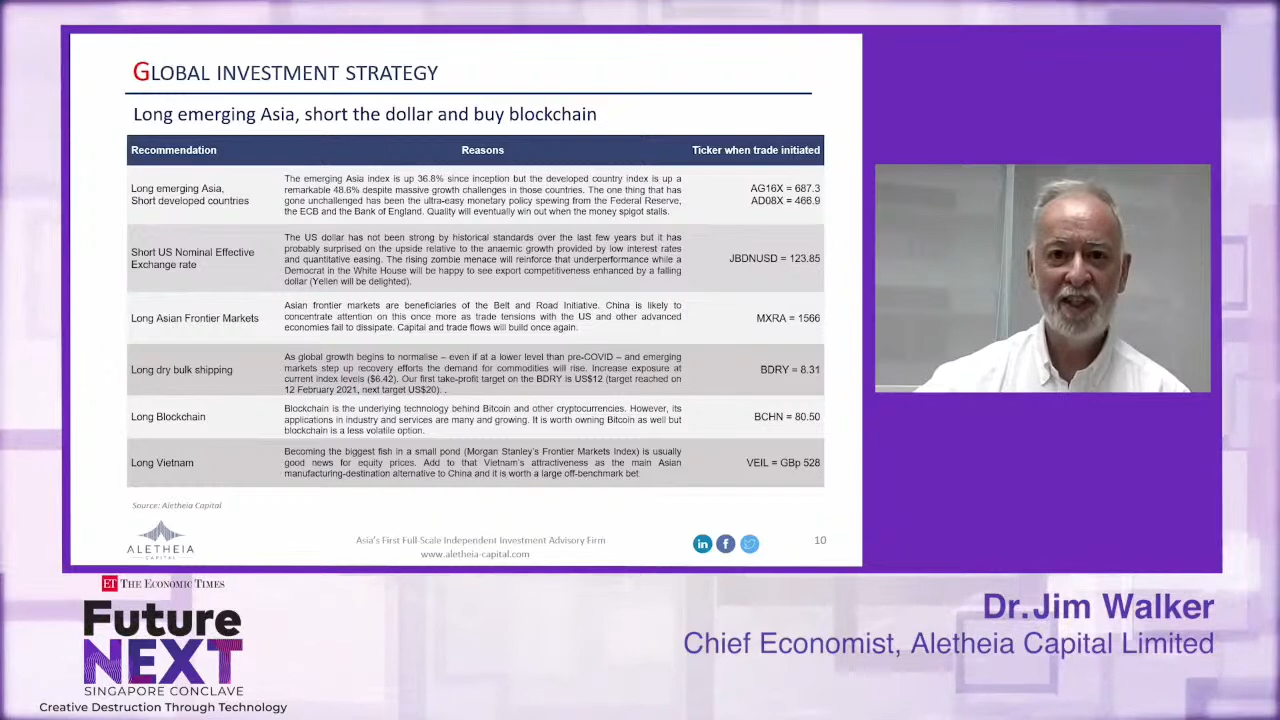 GLOBAL INVESTMENT STRATEGY
Long emerging Asia, short the dollar and buy blockchain
Recommendation Reasons Ticker when trade initiated
Long emerging Asia,
Short developed countries
The emerging Asia index is up 36.8% since inception but the developed country index is up a
remarkable 48.6% despite massive growth challenges in those countries. The one thing that has
gone unchallenged has been the ultra-easy monetary policy spewing from the Federal Reserve,
the ECB and the Bank of England. Quality will eventually win out when the money spigot stalls.
AG16X = 687.3
AD08X = 466.9
Short US Nominal Effective
Exchange rate
The US dollar has not been strong by historical standards over the last few years but it has
probably surprised on the upside relative to the anaemic growth provided by low interest rates
and quantitative easing. The rising zombie menace will reinforce that underperformance while a
Democrat in the White House will be happy to see export competitiveness enhanced by a falling
dollar (Yellen will be delighted).
JBDNUSD = 123.85
Long Asian Frontier Markets
Asian frontier markets are beneficiaries of the Belt and Road Initiative. China is likely to
concentrate attention on this once more as trade tensions with the US and other advanced
economies fail to dissipate. Capital and trade flows will build once again.
MXRA = 1566
Long dry bulk shipping
As global growth begins to normalise – even if at a lower level than pre-COVID – and emerging
markets step up recovery efforts the demand for commodities will rise. Increase exposure at
current index levels ($6.42). Our first take-profit target on the BDRY is US$12 (target reached on
12 February 2021, next target US$20). .
BDRY = 8.31
Long Blockchain
Blockchain is the underlying technology behind Bitcoin and other cryptocurrencies. However, its
applications in industry and services are many and growing. It is worth owning Bitcoin as well but
blockchain is a less volatile option.
BCHN = 80.50
Long Vietnam
Becoming the biggest fish in a small pond (Morgan Stanley's Frontier Markets Index) is usually
good news for equity prices. Add to that Vietnam's attractiveness as the main Asian
manufacturing-destination alternative to China and it is worth a large off-benchmark bet
VEIL = GBp 528
Source: Aletheia Capital
ALETHEIA
CAPITAL
Asia's First Full-Scale Independent Investment Advisory Firm
www.aletheia-capital.com
in f
10
ET THE ECONOMIC TIMES
Future
NEXT
SINGAPORE CONCLAVE
Creative Destruction Through Technology
Dr.Jim Walker
Chief Economist, Aletheia Capital Limited